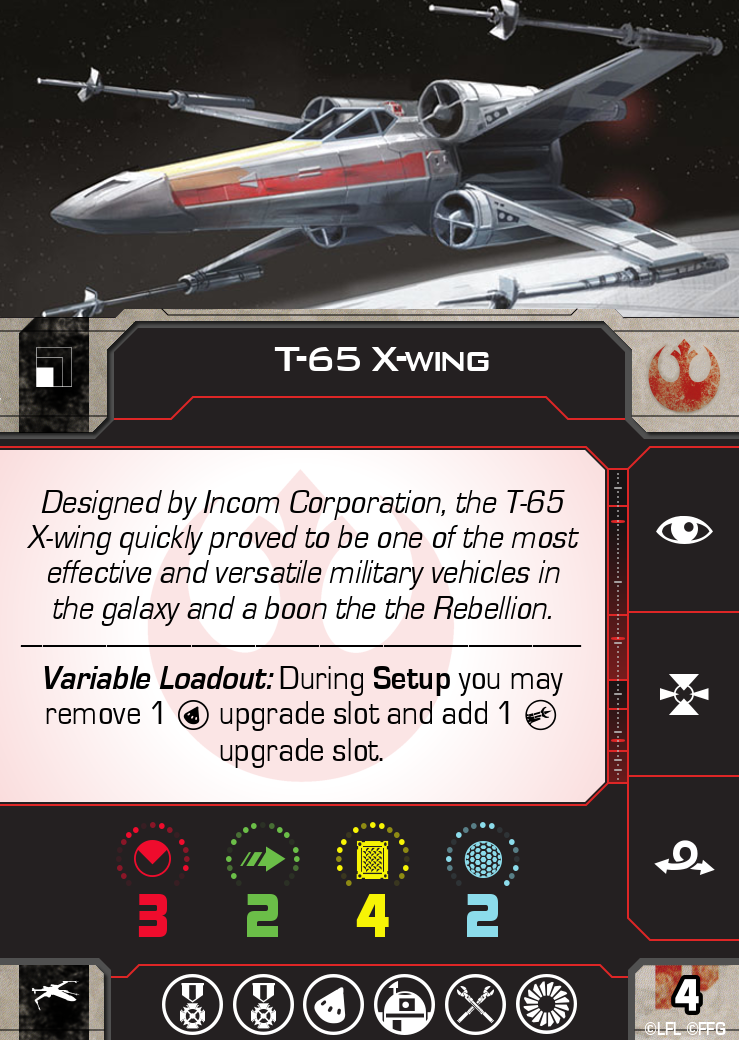 T-65 X-WING
Designed by Incom Corporation, the T-65
X-wing quickly proved to be one of the most
effective and versatile military vehicles in
the galaxy and a boon the the Rebellion.
Variable Loadout: During Setup you may
remove 1 upgrade slot and add 1
upgrade slot.
3 2 4 2
4
©LFL ©FFG